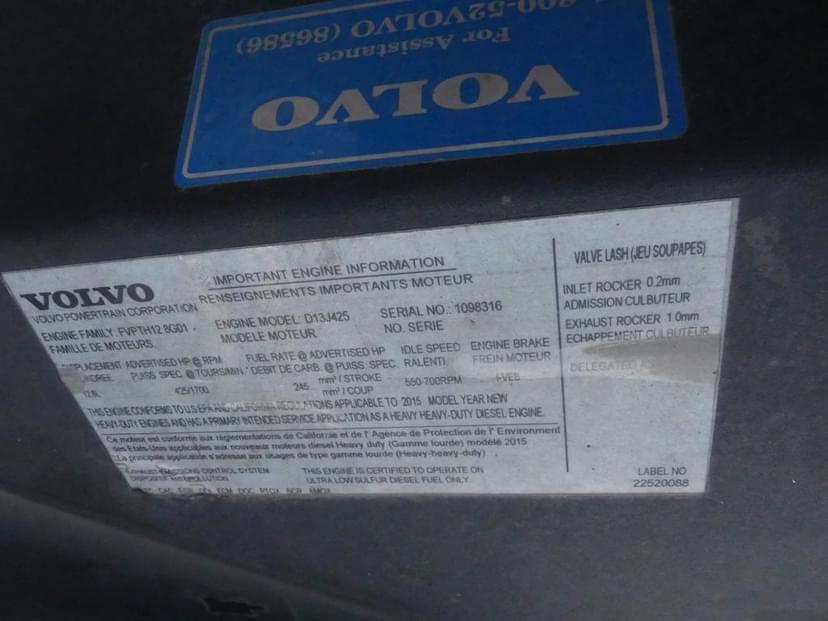 800-52VOLVO (86586)
For Assistance
VOLVO
VOLVO
VOLVO POWERTRAIN CORPORATION
IMPORTANT ENGINE INFORMATION
RENSEIGNEMENTS IMPORTANTS MOTEUR
ENGINE FAMILY: FVPTH12.8G01
FAMILLE DE MOTEURS
ENGINE MODEL: D13J425
MODELE MOTEUR
SERIAL NO.: 1098316
NO. SERIE
ADVERTISED HP @ RPM
PUISS. SPEC. @ TOURS/MIN.
425/1700
FUEL RATE @ ADVERTISED HP
DEBIT DE CARB. @ PUISS. SPEC.
245 mm³ / STROKE
mm³ / COUP
IDLE SPEED
RALENTI
550-700RPM
ENGINE BRAKE
FREIN MOTEUR
THIS ENGINE CONFORMS TO U.S EPA AND CALIFORNIA REGULATIONS APPLICABLE TO 2015 MODEL YEAR NEW
HEAVY-DUTY ENGINES AND HAS A PRIMARY INTENDED SERVICE APPLICATION AS A HEAVY HEAVY-DUTY DIESEL ENGINE.
Ce moteur est conforme aux réglementations de Californie et de l' Agence de Protection de l' Environment
des Etats-Unis applicables aux nouveaux moteurs diesel Heavy duty (Gamme lourde) modélé 2015
La principale application s'adresse aux usages de type gamme lourde (Heavy-heavy-duty)
EXHAUST EMISSIONS CONTROL SYSTEM
DISPOSITIF ANTIPOLLUTION
THIS ENGINE IS CERTIFIED TO OPERATE ON
ULTRA LOW SULFUR DIESEL FUEL ONLY.
VALVE LASH (JEU SOUPAPES)
INLET ROCKER 0.2mm
ADMISSION CULBUTEUR
EXHAUST ROCKER 1.0mm
ECHAPPEMENT CULBUTEUR
DELEGATED
LABEL NO
22520088